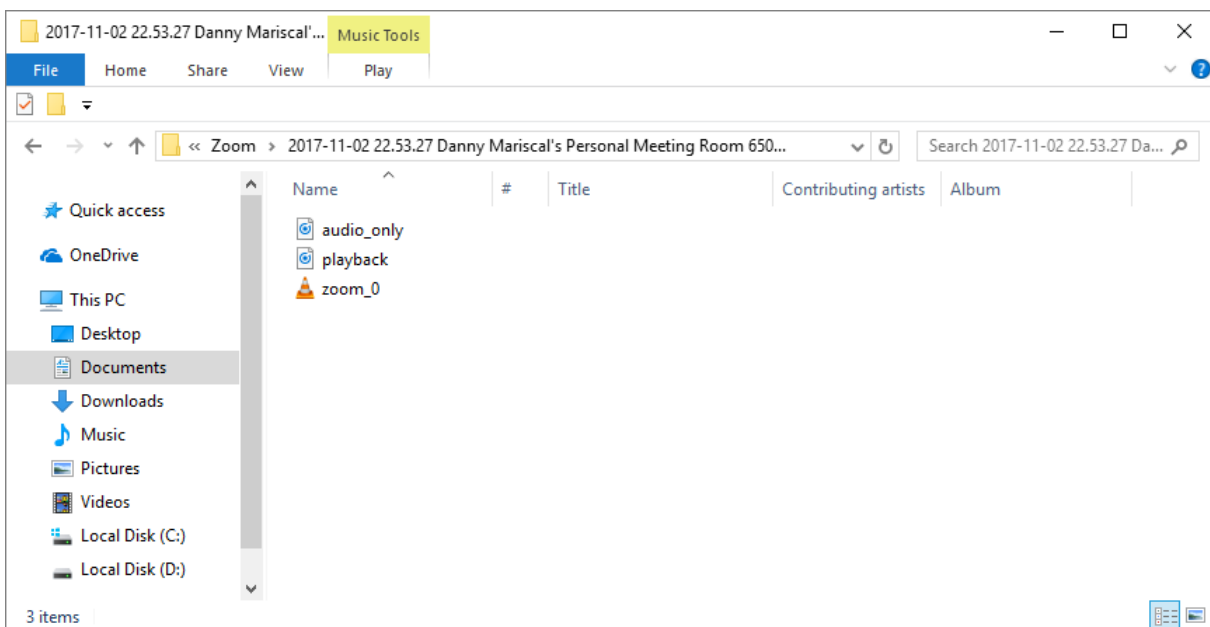 2017-11-02 22.53.27 Danny Mariscal'... Music Tools
File Home Share View Play
« Zoom › 2017-11-02 22.53.27 Danny Mariscal's Personal Meeting Room 650... Search 2017-11-02 22.53.27 Da...
Name # Title Contributing artists Album
Quick access
OneDrive
This PC
Desktop
Documents
Downloads
Music
Pictures
Videos
Local Disk (C:)
Local Disk (D:)
audio_only
playback
zoom_0
3 items